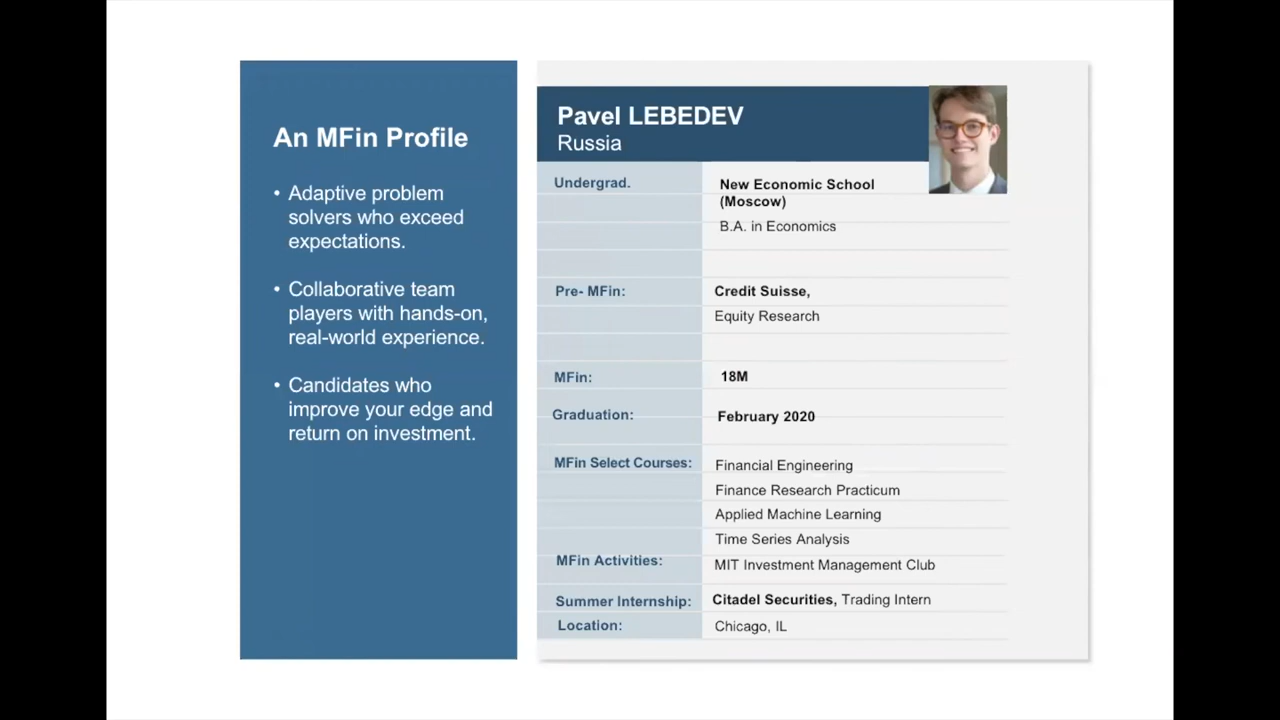 An MFin Profile
• Adaptive problem
solvers who exceed
expectations.
• Collaborative team
players with hands-on,
real-world experience.
• Candidates who
improve your edge and
return on investment.
Pavel LEBEDEV
Russia
Undergrad.
New Economic School
(Moscow)
B.A. in Economics
Pre- MFin:
Credit Suisse,
Equity Research
MFin:
18M
Graduation:
February 2020
MFin Select Courses:
Financial Engineering
Finance Research Practicum
Applied Machine Learning
Time Series Analysis
MFin Activities:
MIT Investment Management Club
Summer Internship:
Citadel Securities, Trading Intern
Location:
Chicago, IL